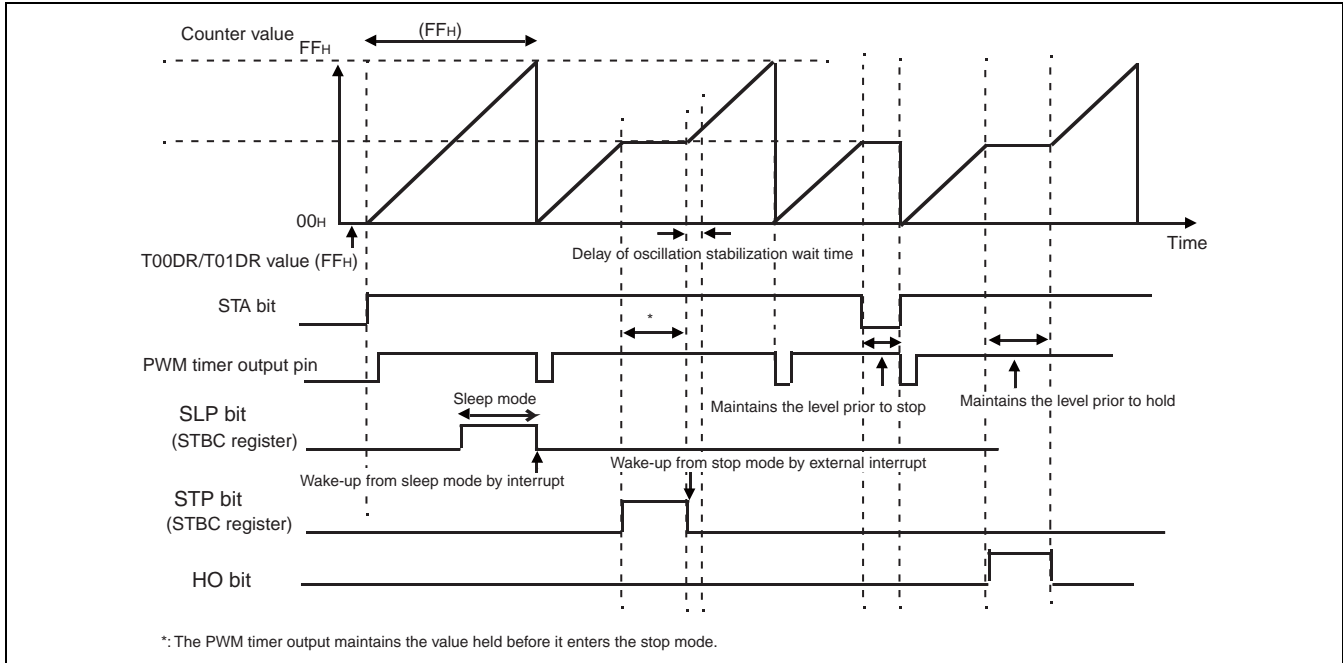 Counter value
(FFH)
FFH
00H
Time
Delay of oscillation stabilization wait time
T00DR/T01DR value (FFH)
STA bit
*
PWM timer output pin
Sleep mode
Maintains the level prior to stop
Maintains the level prior to hold
SLP bit
(STBC register)
Wake-up from stop mode by external interrupt
Wake-up from sleep mode by interrupt
STP bit
(STBC register)
HO bit
*: The PWM timer output maintains the value held before it enters the stop mode.